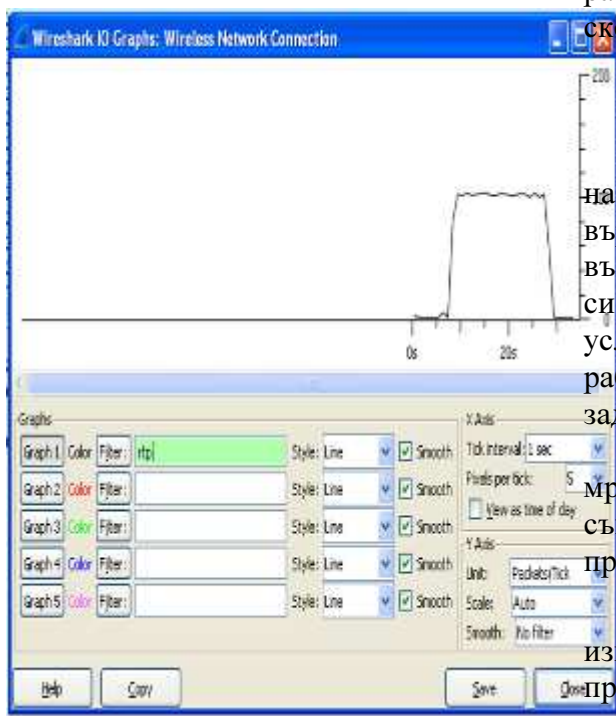 Wireshark IO Graphs: Wireless Network Connection
200
0s 20s
Graphs
Graph 1 Color Filter: rtp Style: Line Smooth
Graph 2 Color Filter: Style: Line Smooth
Graph 3 Color Filter: Style: Line Smooth
Graph 4 Color Filter: Style: Line Smooth
Graph 5 Color Filter: Style: Line Smooth
X Axis
Tick interval: 1 sec
Pixels per tick: 5
View as time of day
Y Axis
Unit: Packets/Tick
Scale: Auto
Smooth: No filter
Help Copy Save Close